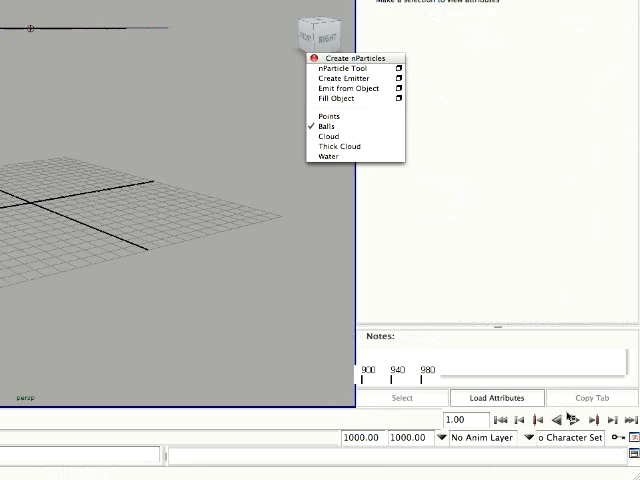 Make a selection to view attributes
RIGHT
Create nParticles
nParticle Tool
Create Emitter
Emit from Object
Fill Object
Points
Balls
Cloud
Thick Cloud
Water
Notes:
900 940 980
persp
Select Load Attributes Copy Tab
1.00
1000.00 1000.00 No Anim Layer o Character Set